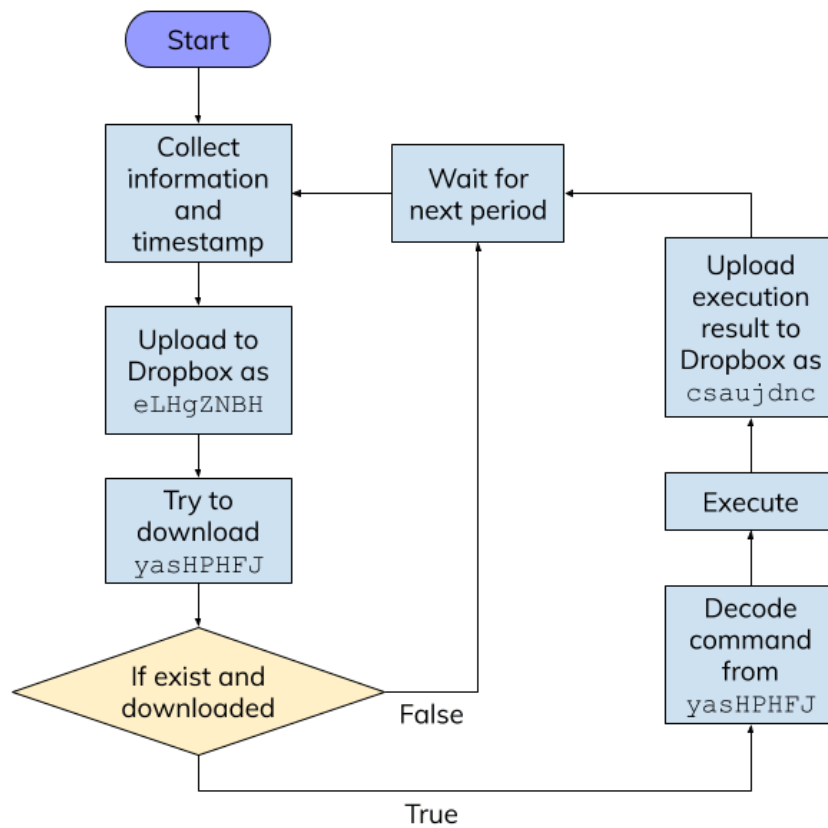 Start
Collect
information
and
timestamp
Wait for
next period
Upload to
Dropbox as
eLHgZNBH
Upload
execution
result to
Dropbox as
csaujdnc
Try to
download
yasHPHFJ
Execute
If exist and
downloaded
False
Decode
command
from
yasHPHFJ
True